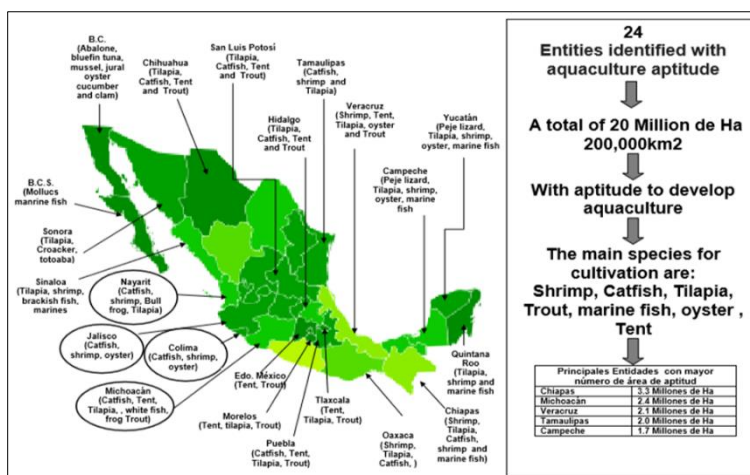 B.C.
(Abalone,
bluefin tuna,
mussel, jural
oyster
cucumber
and clam)
Chihuahua
(Tilapia,
Catfish, Tent
and Trout)
San Luis Potosí
(Tilapia,
Catfish, Tent
and Trout)
Tamaulipas
(Catfish,
shrimp and
Tilapia)
Hidalgo
(Tilapia,
Catfish, Tent
and Trout
Veracruz
(Shrimp, Tent,
Tilapia, oyster
and Trout
Yucatán
(Peje lizard,
Tilapia, shrimp,
oyster, marine fish
Campeche
(Peje lizard,
Tilapia, shrimp,
oyster, marine
fish
B.C.S.
(Mollucs
manrine fish
Sonora
(Tilapia,
Croacker,
totoaba)
Sinaloa
(Tilapia, shrimp,
brackish fish,
marines
Nayarit
(Catfish,
shrimp, Bull
frog, Tilapia)
Jalisco
(Catfish,
shrimp, oyster)
Colima
(Catfish, shrimp,
oyster)
Michoacán
(Catfish, Tent,
Tilapia, , white fish,
frog Trout)
Edo. México
(Tent, Trout)
Morelos
(Tent, tilapia, Trout)
Puebla
(Catfish, Tent,
Tilapia, Trout)
Tlaxcala
(Tent,
Tilapia, Trout)
Oaxaca
(Shrimp,
Tilapia,
Catfish, )
Chiapas
(Shrimp,
Tilapia,
Catfish,
shrimp and
marine fish)
Quintana
Roo
(Tilapia,
shrimp and
marine fish
24
Entities identified with
aquaculture aptitude
A total of 20 Million de Ha
200,000km2
With aptitude to develop
aquaculture
The main species for
cultivation are:
Shrimp, Catfish, Tilapia,
Trout, marine fish, oyster ,
Tent
Principales Entidades con mayor
número de área de aptitud
Chiapas 3.3 Millones de Ha
Michoacán 2.4 Millones de Ha
Veracruz 2.1 Millones de Ha
Tamaulipas 2.0 Millones de Ha
Campeche 1.7 Millones de Ha